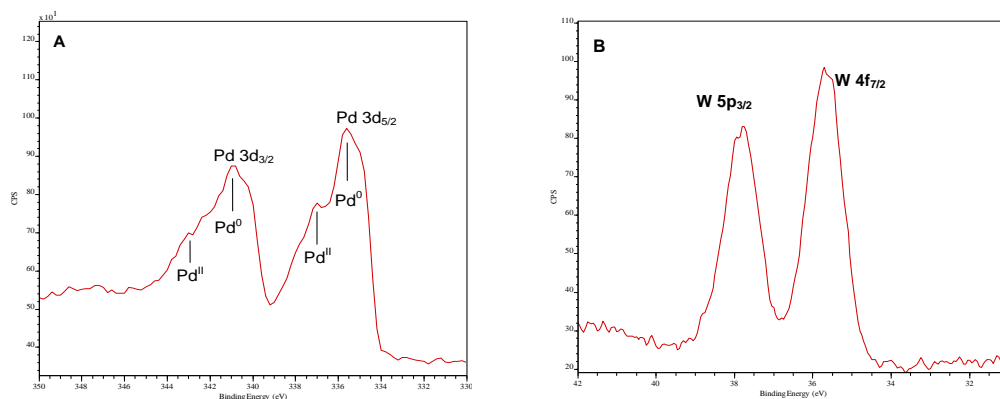 x10¹
A
120
110
100
90
80
70
60
50
40
CPS
Pd 3d₃/₂
Pd⁰
Pdᴵᴵ
Pd 3d₅/₂
Pd⁰
Pdᴵᴵ
350 348 346 344 342 340 338 336 334 332 330
Binding Energy (eV)
B
110
100
90
80
70
60
50
40
30
20
CPS
W 5p₃/₂
W 4f₇/₂
42 40 38 36 34 32
Binding Energy (eV)